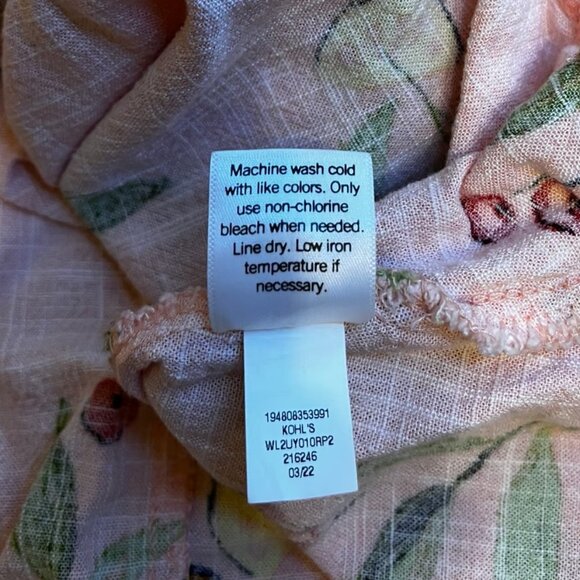 Machine wash cold
with like colors. Only
use non-chlorine
bleach when needed.
Line dry. Low iron
temperature if
necessary.
194808353991
KOHL'S
WL2UY010RP2
216246
03/22